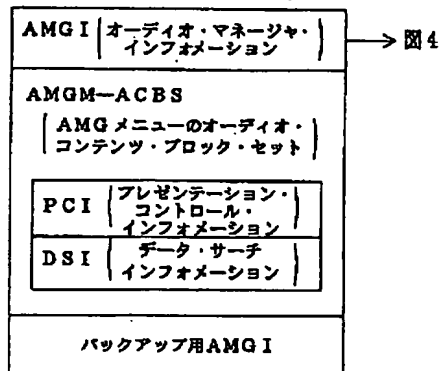 AMGI（オーディオ・マネージャ・
インフォメーション）
→図4
AMGM—ACBS
（AMGメニューのオーディオ・
コンテンツ・ブロック・セット）
PCI（プレゼンテーション・
コントロール・
インフォメーション）
DSI（データ・サーチ
インフォメーション）
バックアップ用AMGI